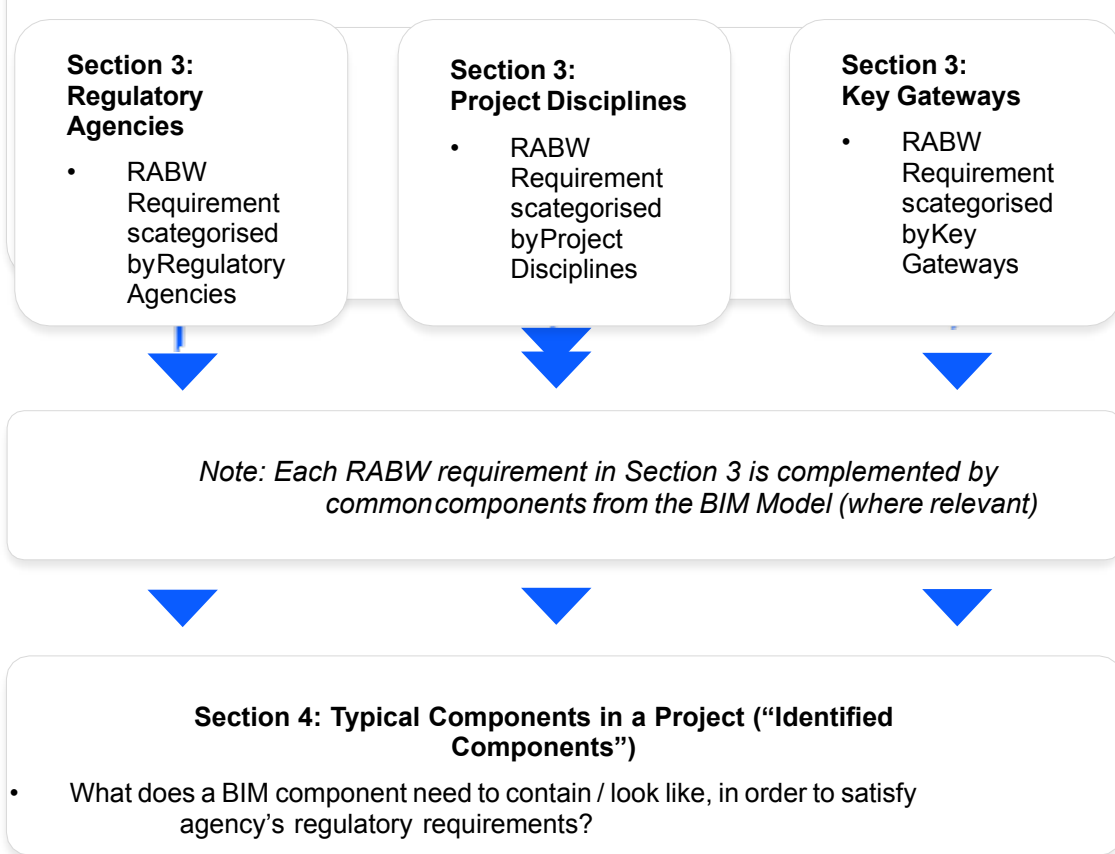 Section 3:
Regulatory
Agencies
• RABW
Requirement
scategorised
byRegulatory
Agencies
Section 3:
Project Disciplines
• RABW
Requirement
scategorised
byProject
Disciplines
Section 3:
Key Gateways
• RABW
Requirement
scategorised
byKey
Gateways
Note: Each RABW requirement in Section 3 is complemented by
commoncomponents from the BIM Model (where relevant)
Section 4: Typical Components in a Project (“Identified
Components”)
• What does a BIM component need to contain / look like, in order to satisfy
agency’s regulatory requirements?